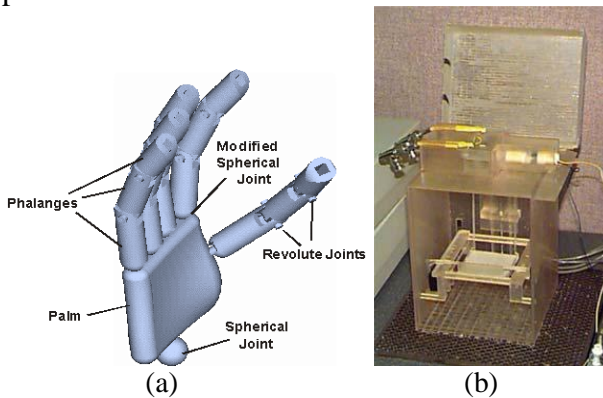 Modified
Spherical
Joint
Phalanges
Revolute Joints
Palm
Spherical
Joint
(a)
(b)